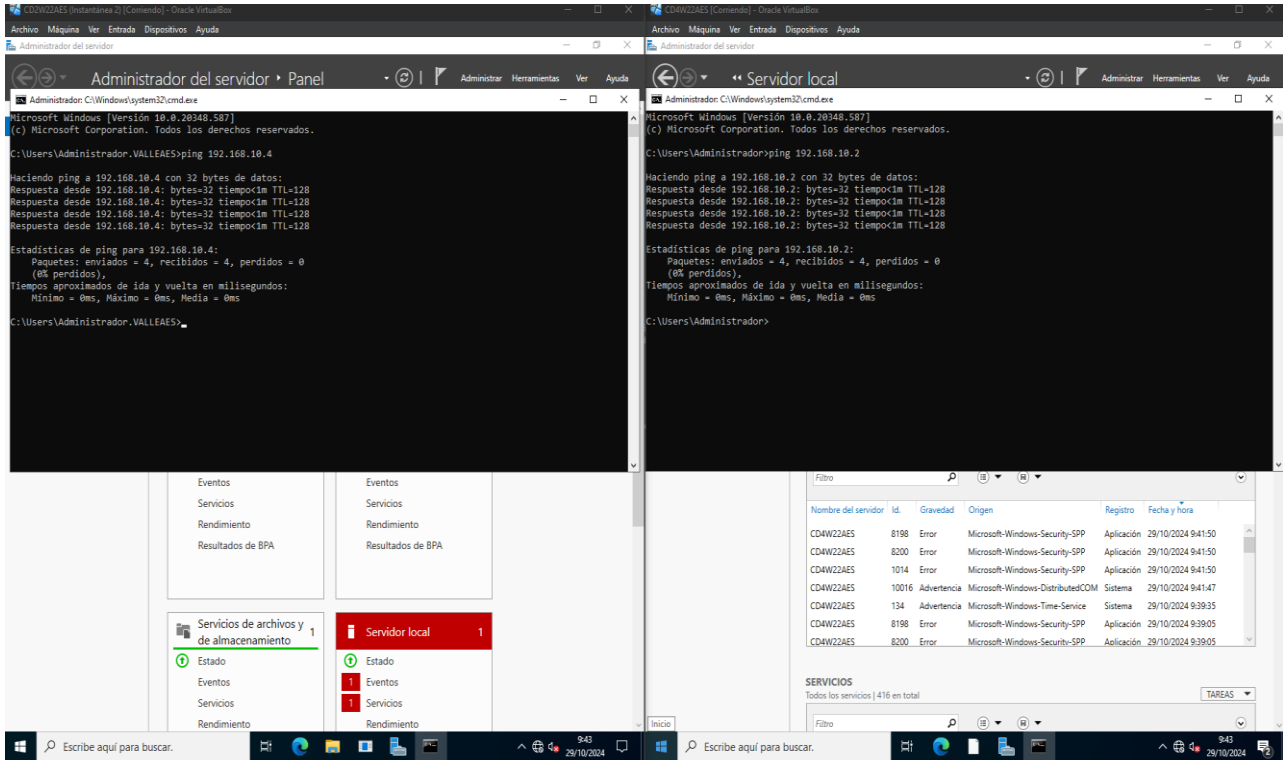 CD2W22AES (Instantánea 2) [Corriendo] - Oracle VirtualBox
Archivo Máquina Ver Entrada Dispositivos Ayuda
Administrador del servidor
Administrador del servidor ‣ Panel
Administrar Herramientas Ver Ayuda
Administrador: C:\Windows\system32\cmd.exe
Microsoft Windows [Versión 10.0.20348.587]
(c) Microsoft Corporation. Todos los derechos reservados.
C:\Users\Administrador.VALLEAES>ping 192.168.10.4
Haciendo ping a 192.168.10.4 con 32 bytes de datos:
Respuesta desde 192.168.10.4: bytes=32 tiempo<1m TTL=128
Respuesta desde 192.168.10.4: bytes=32 tiempo<1m TTL=128
Respuesta desde 192.168.10.4: bytes=32 tiempo<1m TTL=128
Respuesta desde 192.168.10.4: bytes=32 tiempo<1m TTL=128
Estadísticas de ping para 192.168.10.4:
Paquetes: enviados = 4, recibidos = 4, perdidos = 0
(0% perdidos),
Tiempos aproximados de ida y vuelta en milisegundos:
Mínimo = 0ms, Máximo = 0ms, Media = 0ms
C:\Users\Administrador.VALLEAES>
Eventos
Servicios
Rendimiento
Resultados de BPA
Eventos
Servicios
Rendimiento
Resultados de BPA
Servicios de archivos y de almacenamiento 1
Estado
Eventos
Servicios
Rendimiento
Servidor local 1
Estado
1 Eventos
1 Servicios
Rendimiento
Escribe aquí para buscar.
9:43
29/10/2024
CD4W22AES [Corriendo] - Oracle VirtualBox
Archivo Máquina Ver Entrada Dispositivos Ayuda
Administrador del servidor
Servidor local
Administrar Herramientas Ver Ayuda
Administrador: C:\Windows\system32\cmd.exe
Microsoft Windows [Versión 10.0.20348.587]
(c) Microsoft Corporation. Todos los derechos reservados.
C:\Users\Administrador>ping 192.168.10.2
Haciendo ping a 192.168.10.2 con 32 bytes de datos:
Respuesta desde 192.168.10.2: bytes=32 tiempo<1m TTL=128
Respuesta desde 192.168.10.2: bytes=32 tiempo<1m TTL=128
Respuesta desde 192.168.10.2: bytes=32 tiempo<1m TTL=128
Respuesta desde 192.168.10.2: bytes=32 tiempo<1m TTL=128
Estadísticas de ping para 192.168.10.2:
Paquetes: enviados = 4, recibidos = 4, perdidos = 0
(0% perdidos),
Tiempos aproximados de ida y vuelta en milisegundos:
Mínimo = 0ms, Máximo = 0ms, Media = 0ms
C:\Users\Administrador>
Filtro
Nombre del servidor Id. Gravedad Origen Registro Fecha y hora
CD4W22AES 8198 Error Microsoft-Windows-Security-SPP Aplicación 29/10/2024 9:41:50
CD4W22AES 8200 Error Microsoft-Windows-Security-SPP Aplicación 29/10/2024 9:41:50
CD4W22AES 1014 Error Microsoft-Windows-Security-SPP Aplicación 29/10/2024 9:41:50
CD4W22AES 10016 Advertencia Microsoft-Windows-DistributedCOM Sistema 29/10/2024 9:41:47
CD4W22AES 134 Advertencia Microsoft-Windows-Time-Service Sistema 29/10/2024 9:39:35
CD4W22AES 8198 Error Microsoft-Windows-Security-SPP Aplicación 29/10/2024 9:39:05
CD4W22AES 8200 Error Microsoft-Windows-Security-SPP Aplicación 29/10/2024 9:39:05
SERVICIOS
Todos los servicios | 416 en total
TAREAS
Filtro
Inicio
Escribe aquí para buscar.
9:43
29/10/2024
2